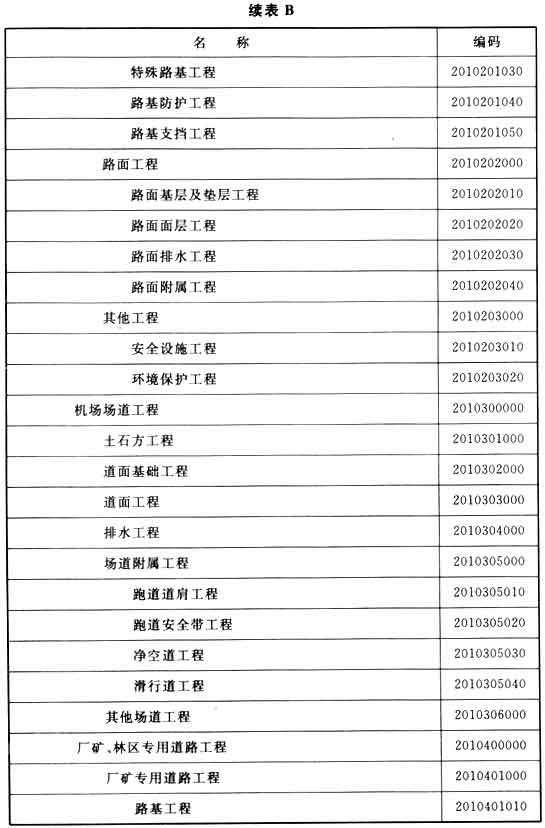 续表 B
名 称 编码
特殊路基工程 2010201030
路基防护工程 2010201040
路基支挡工程 2010201050
路面工程 2010202000
路面基层及垫层工程 2010202010
路面面层工程 2010202020
路面排水工程 2010202030
路面附属工程 2010202040
其他工程 2010203000
安全设施工程 2010203010
环境保护工程 2010203020
机场场道工程 2010300000
土石方工程 2010301000
道面基础工程 2010302000
道面工程 2010303000
排水工程 2010304000
场道附属工程 2010305000
跑道道肩工程 2010305010
跑道安全带工程 2010305020
净空道工程 2010305030
滑行道工程 2010305040
其他场道工程 2010306000
厂矿、林区专用道路工程 2010400000
厂矿专用道路工程 2010401000
路基工程 2010401010